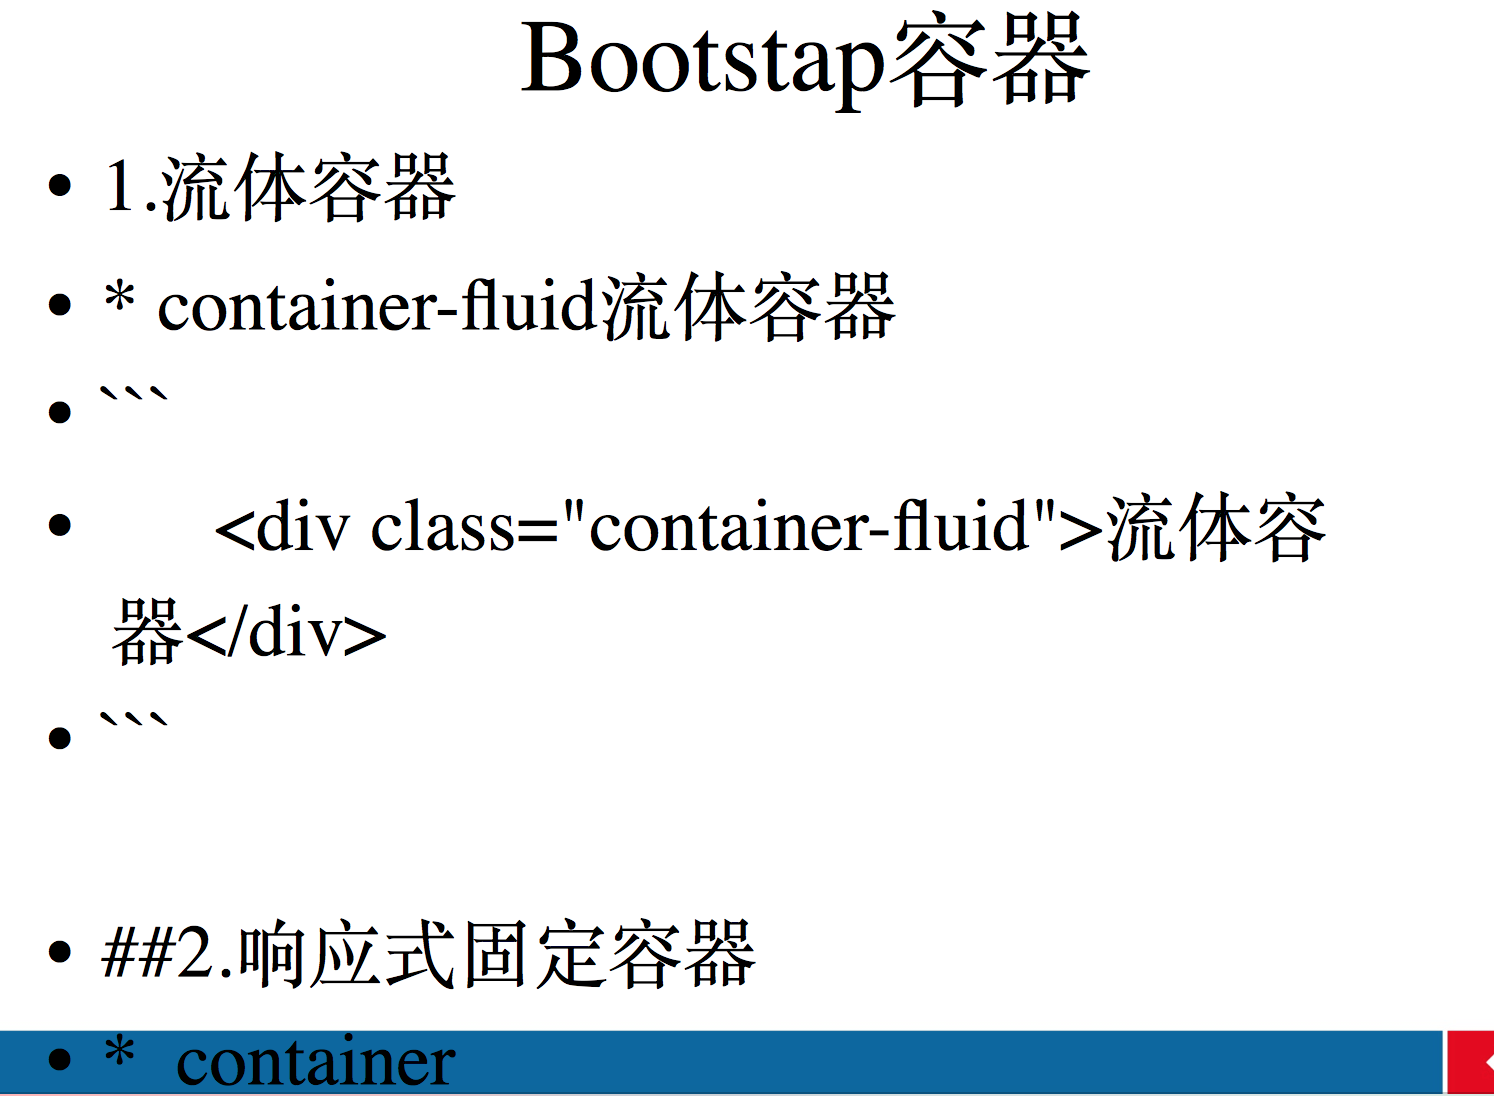 Bootstap容器
• 1.流体容器
• * container-fluid流体容器
• ```
• <div class="container-fluid">流体容
器</div>
• ```
• ##2.响应式固定容器
• * container